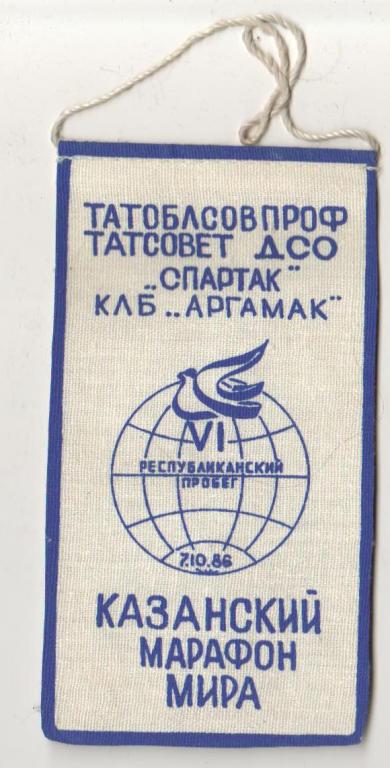 ТАТОБЛСОВПРОФ
ТАТСОВЕТ ДСО
„СПАРТАК"
КЛБ „АРГАМАК"
VI
РЕСПУБЛИКАНСКИЙ
ПРОБЕГ
7.10.86
КАЗАНСКИЙ
МАРАФОН
МИРА